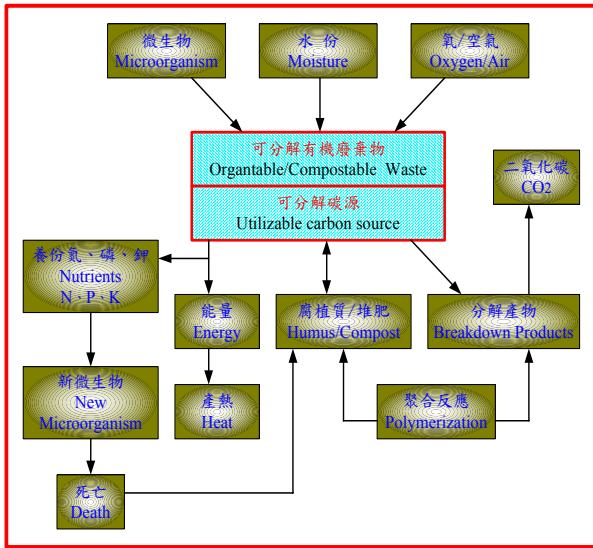 微生物
Microorganism
水 份
Moisture
氧/空氣
Oxygen/Air
可分解有機廢棄物
Organtable/Compostable Waste
可分解碳源
Utilizable carbon source
二氧化碳
CO2
養份氮、磷、鉀
Nutrients
N、P、K
能量
Energy
腐植質/堆肥
Humus/Compost
分解產物
Breakdown Products
新微生物
New
Microorganism
產熱
Heat
聚合反應
Polymerization
死亡
Death